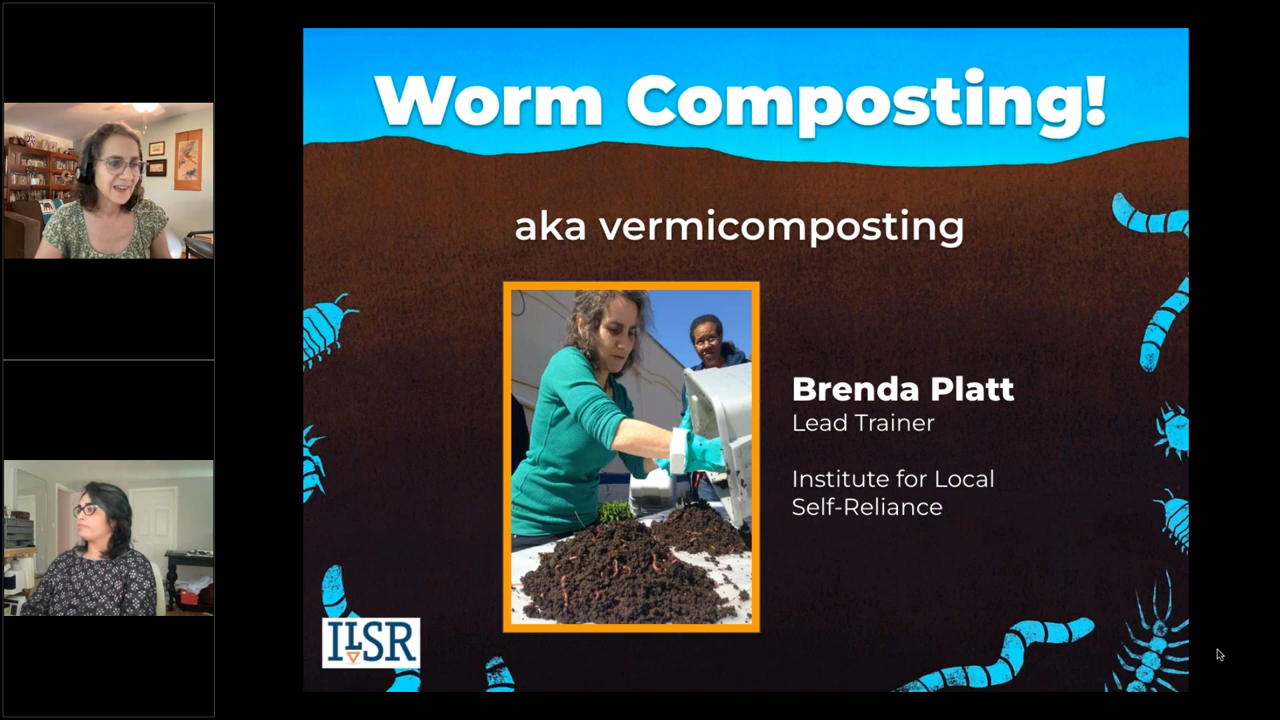 Worm Composting!
aka vermicomposting
Brenda Platt
Lead Trainer
Institute for Local
Self-Reliance
ILSR